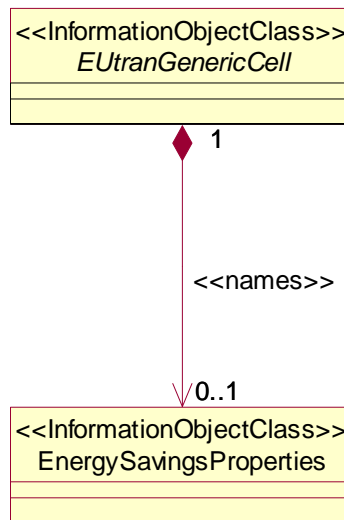 <<InformationObjectClass>>
EUtranGenericCell
1
<<names>>
0..1
<<InformationObjectClass>>
EnergySavingsProperties